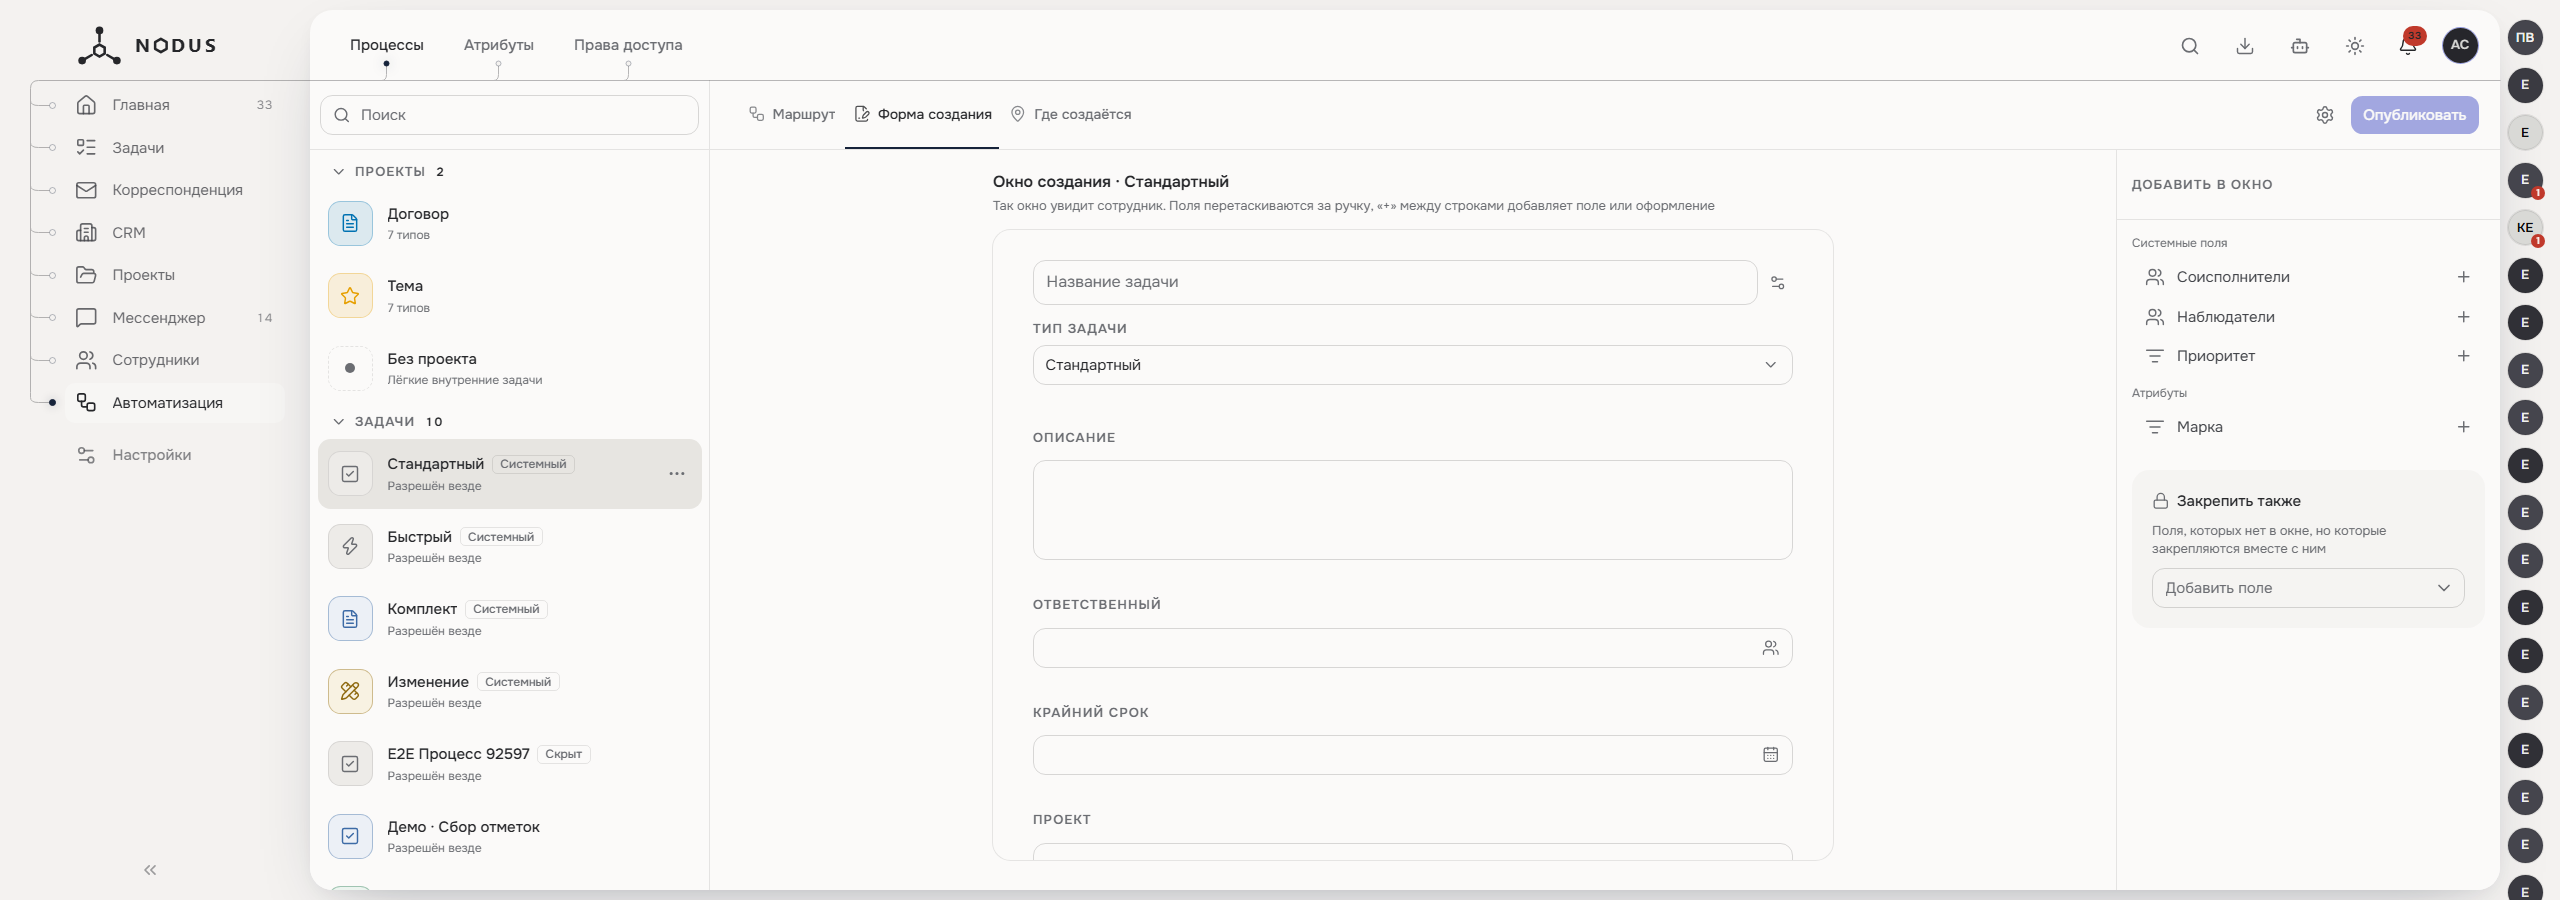 NODUS
Главная 33
Задачи
Корреспонденция
CRM
Проекты
Мессенджер 14
Сотрудники
Автоматизация
Настройки
Процессы Атрибуты Права доступа
33
АС
Поиск
ПРОЕКТЫ 2
Договор
7 типов
Тема
7 типов
Без проекта
Лёгкие внутренние задачи
ЗАДАЧИ 10
Стандартный Системный
Разрешён везде
Быстрый Системный
Разрешён везде
Комплект Системный
Разрешён везде
Изменение Системный
Разрешён везде
E2E Процесс 92597 Скрыт
Разрешён везде
Демо · Сбор отметок
Разрешён везде
Маршрут Форма создания Где создаётся
Опубликовать
Окно создания · Стандартный
Так окно увидит сотрудник. Поля перетаскиваются за ручку, «+» между строками добавляет поле или оформление
Название задачи
ТИП ЗАДАЧИ
Стандартный
ОПИСАНИЕ
ОТВЕТСТВЕННЫЙ
КРАЙНИЙ СРОК
ПРОЕКТ
ДОБАВИТЬ В ОКНО
Системные поля
Соисполнители
Наблюдатели
Приоритет
Атрибуты
Марка
Закрепить также
Поля, которых нет в окне, но которые
закрепляются вместе с ним
Добавить поле
ПВ
E
E
E
1
КЕ
1
E
E
E
E
E
E
E
E
E
E
E
E
E
E